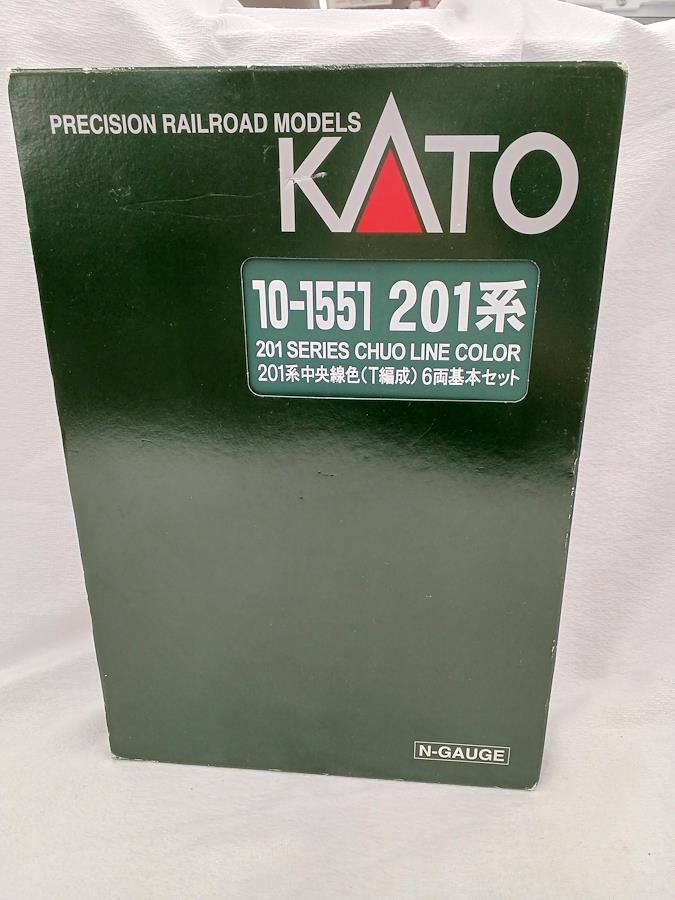 PRECISION RAILROAD MODELS
KATO
10-1551 201系
201 SERIES CHUO LINE COLOR
201系中央線色(T編成) 6両基本セット
N-GAUGE